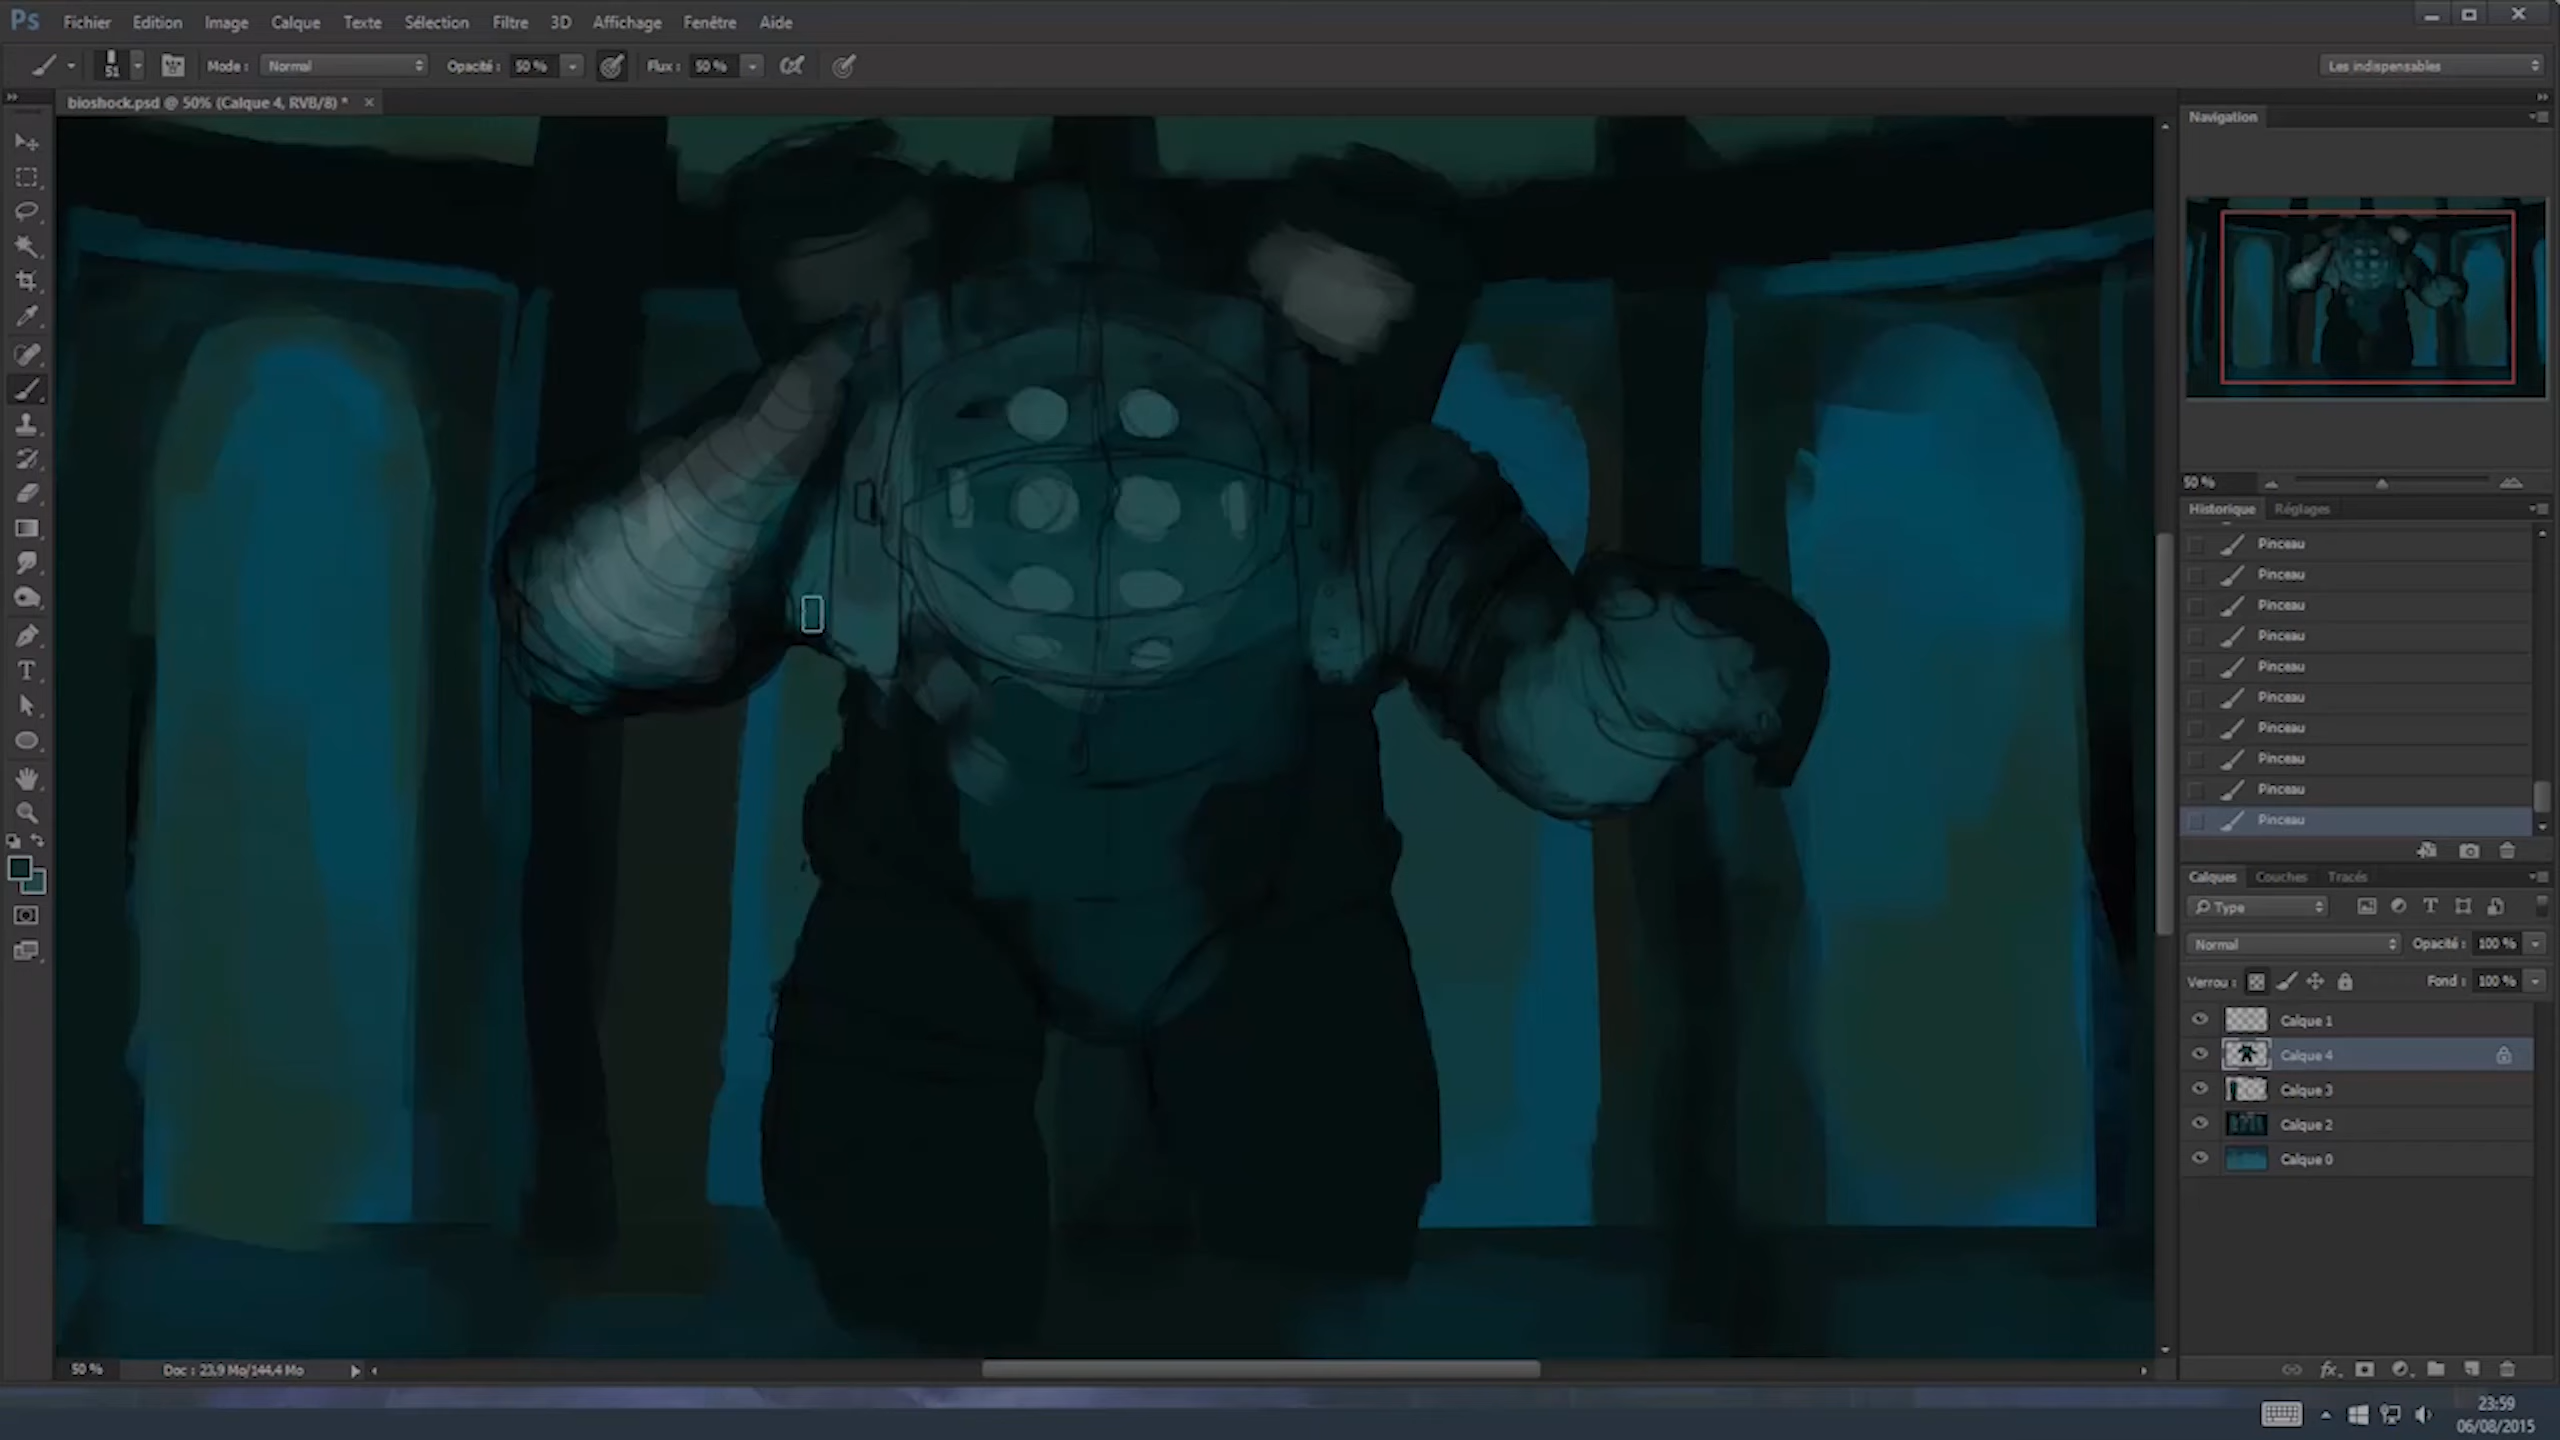 Ps Fichier Edition Image Calque Texte Sélection Filtre 3D Affichage Fenêtre Aide
51 Mode : Normal Opacité : 50 % Flux : 50 % Les indispensables
bioshock.psd @ 50% (Calque 4, RVB/8) *
Navigation
50 %
Historique Réglages
Pinceau
Pinceau
Pinceau
Pinceau
Pinceau
Pinceau
Pinceau
Pinceau
Pinceau
Pinceau
Calques Couches Tracés
Type
Normal Opacité : 100 %
Verrou : Fond : 100 %
Calque 1
Calque 4
Calque 3
Calque 2
Calque 0
50 % Doc : 23,9 Mo/144,4 Mo
23:59
06/08/2015